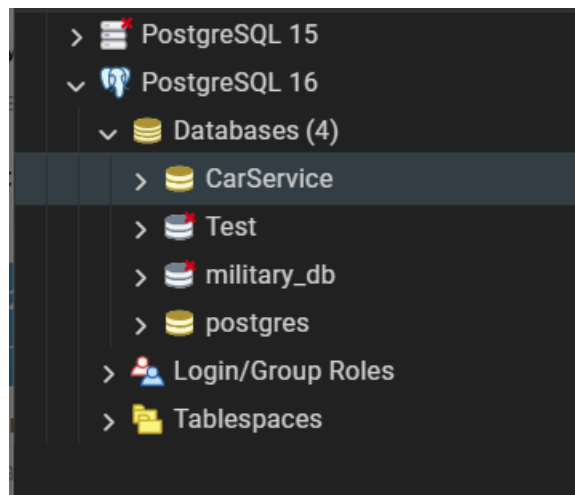 PostgreSQL 15
PostgreSQL 16
Databases (4)
CarService
Test
military_db
postgres
Login/Group Roles
Tablespaces